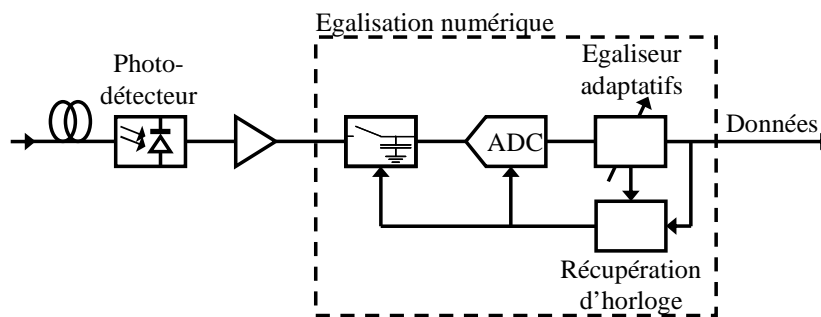 Egalisation numérique
Photo-
détecteur
Egaliseur
adaptatifs
ADC
Données
Récupération
d’horloge